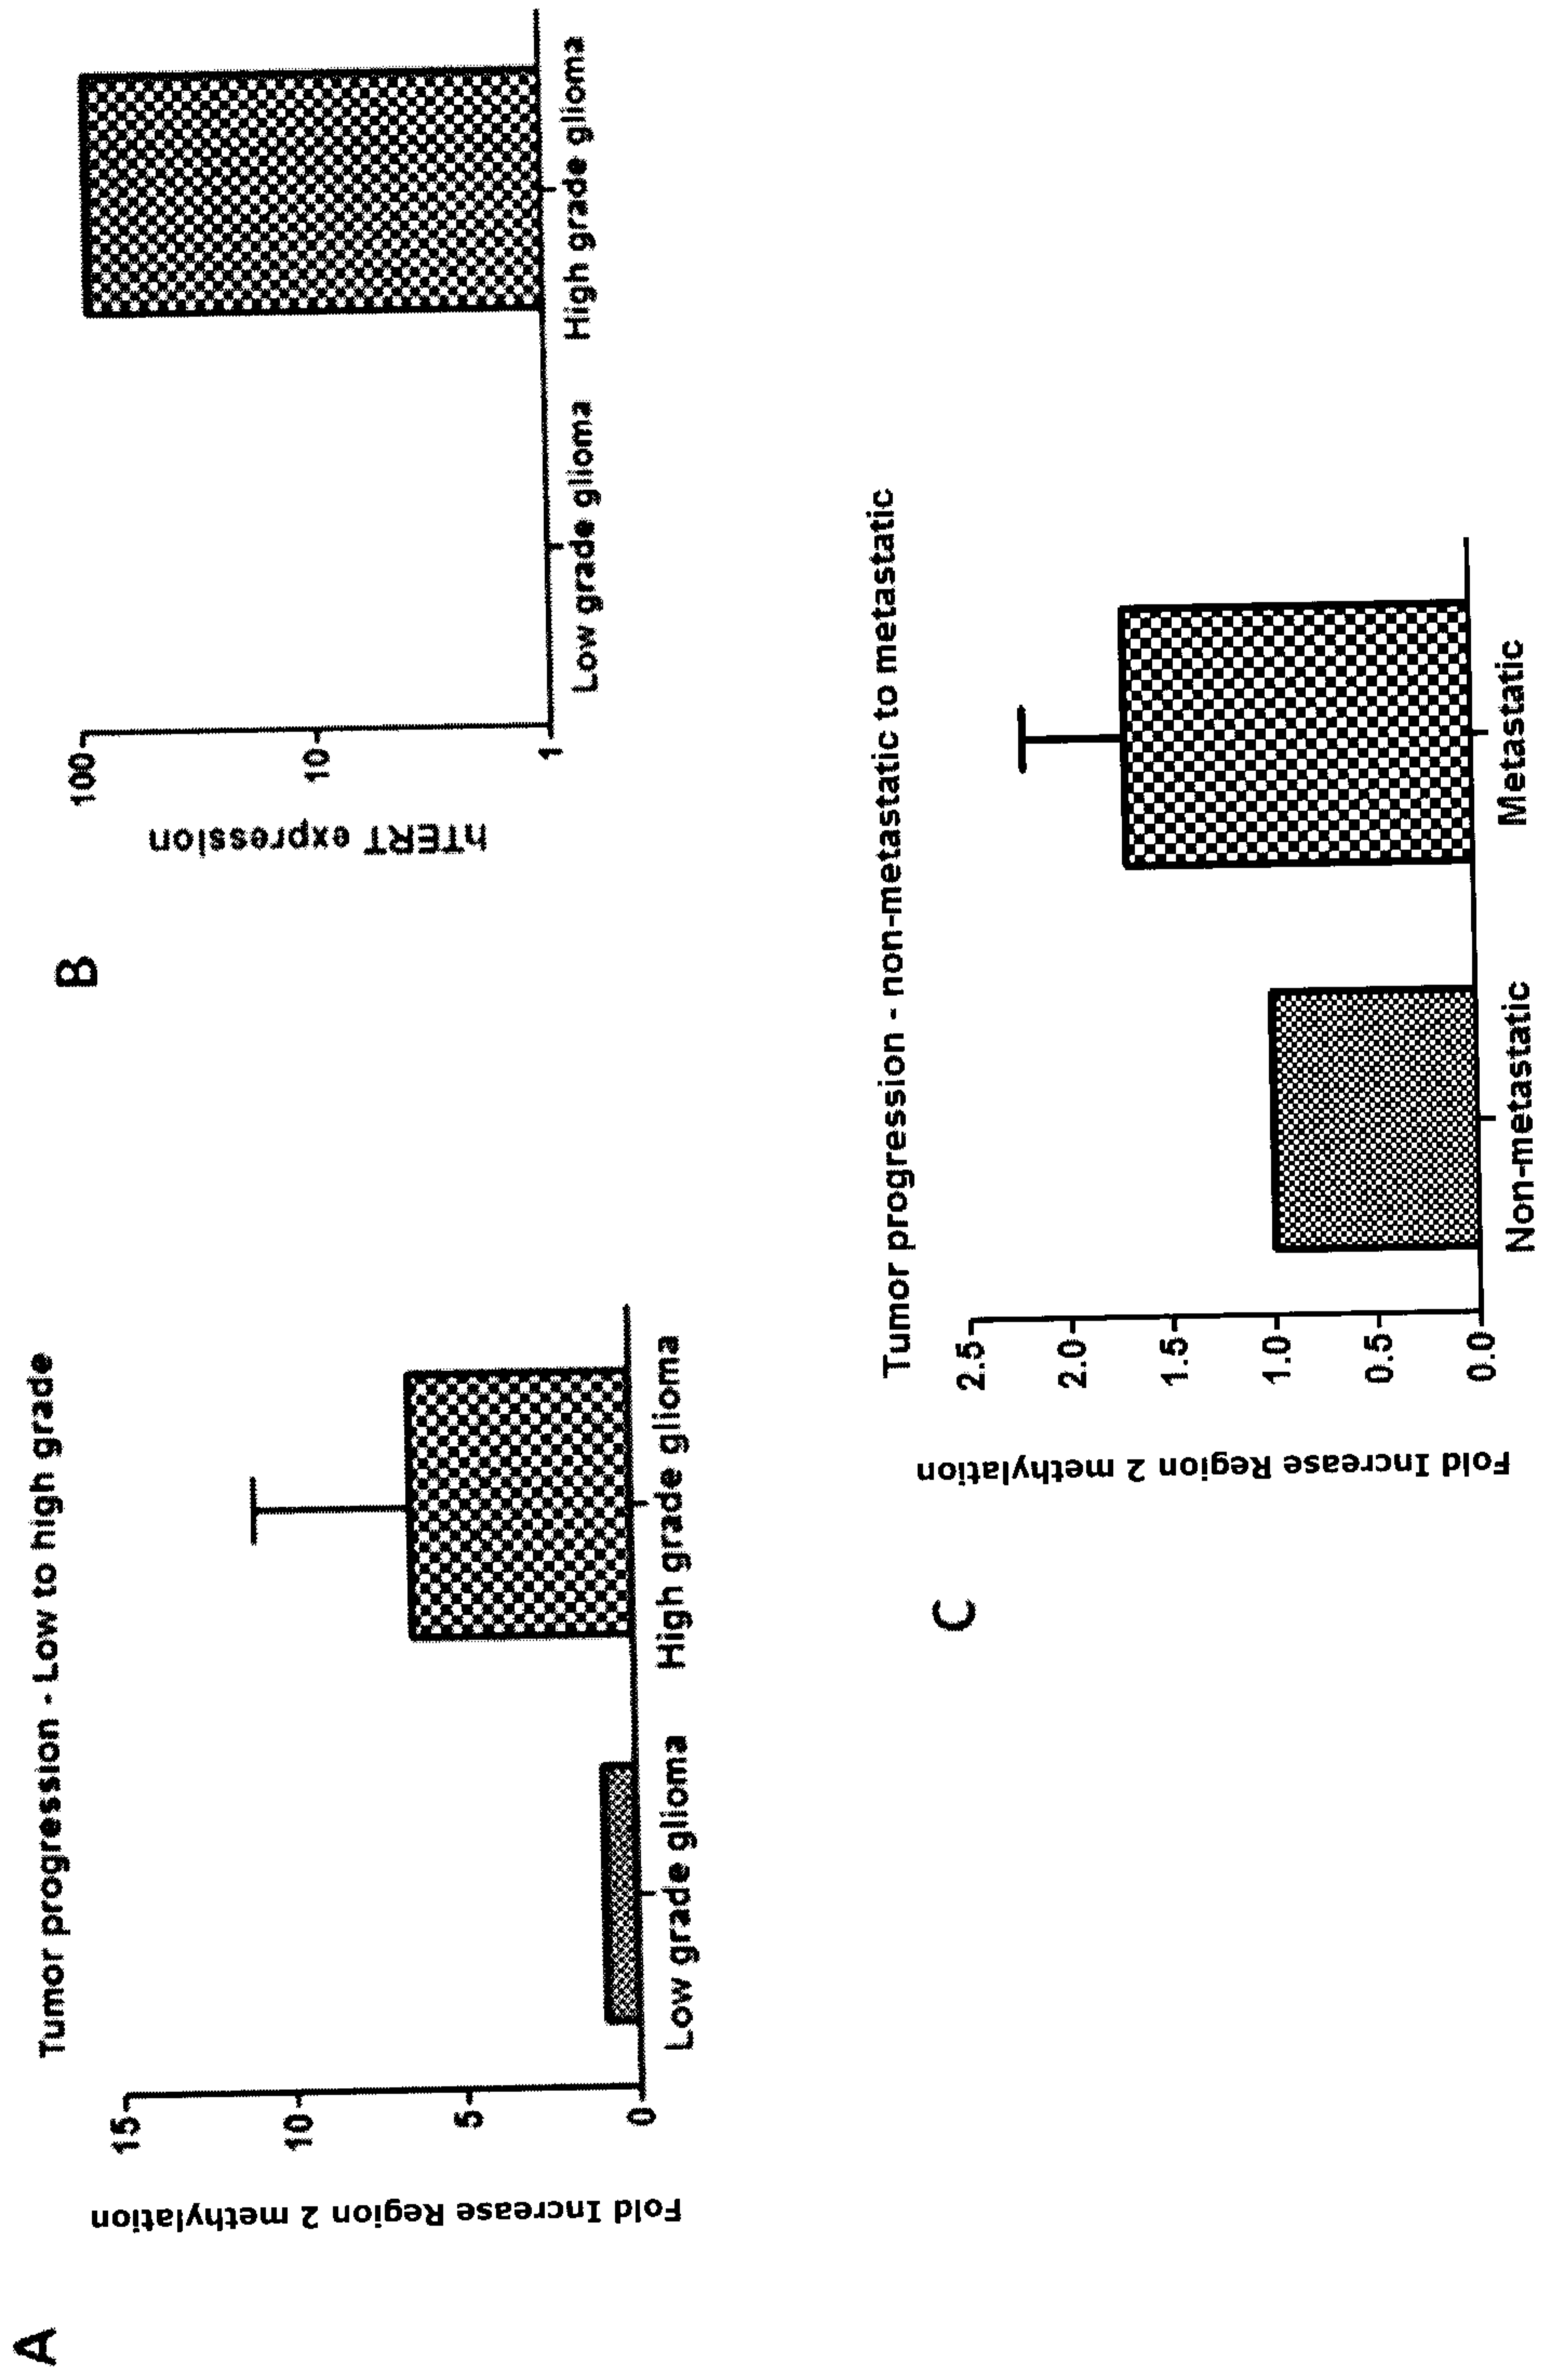 A
Tumor progression - Low to high grade
Fold Increase Region 2 methylation
15
10
5
0
Low grade glioma
High grade glioma
B
hTERT expression
100
10
1
Low grade glioma
High grade glioma
C
Tumor progression - non-metastatic to metastatic
Fold Increase Region 2 methylation
2.5
2.0
1.5
1.0
0.5
0.0
Non-metastatic
Metastatic